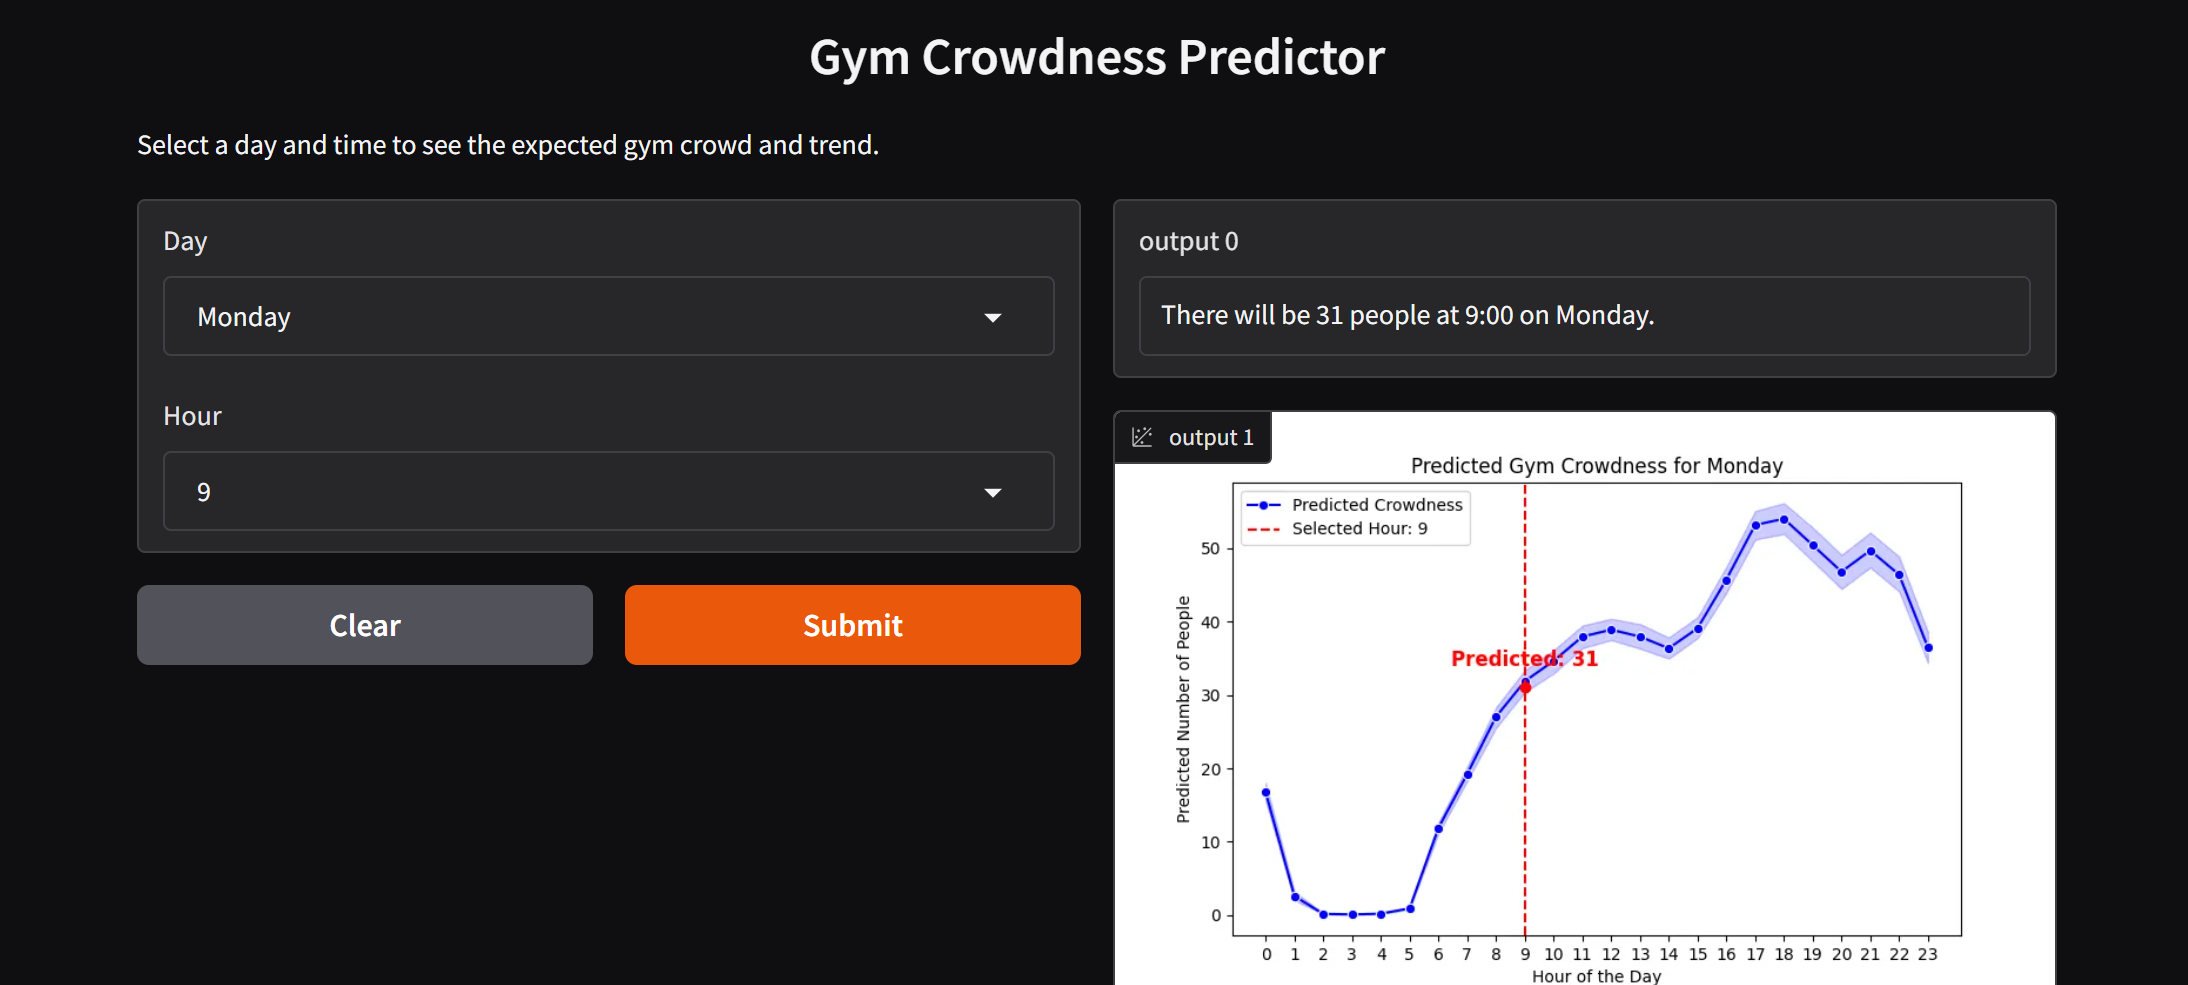 Gym Crowdness Predictor
Select a day and time to see the expected gym crowd and trend.
Day
Monday
Hour
9
Clear
Submit
output 0
There will be 31 people at 9:00 on Monday.
output 1
Predicted Gym Crowdness for Monday
Predicted Crowdness
Selected Hour: 9
Predicted: 31
Predicted Number of People
50
40
30
20
10
0
0 1 2 3 4 5 6 7 8 9 10 11 12 13 14 15 16 17 18 19 20 21 22 23
Hour of the Day